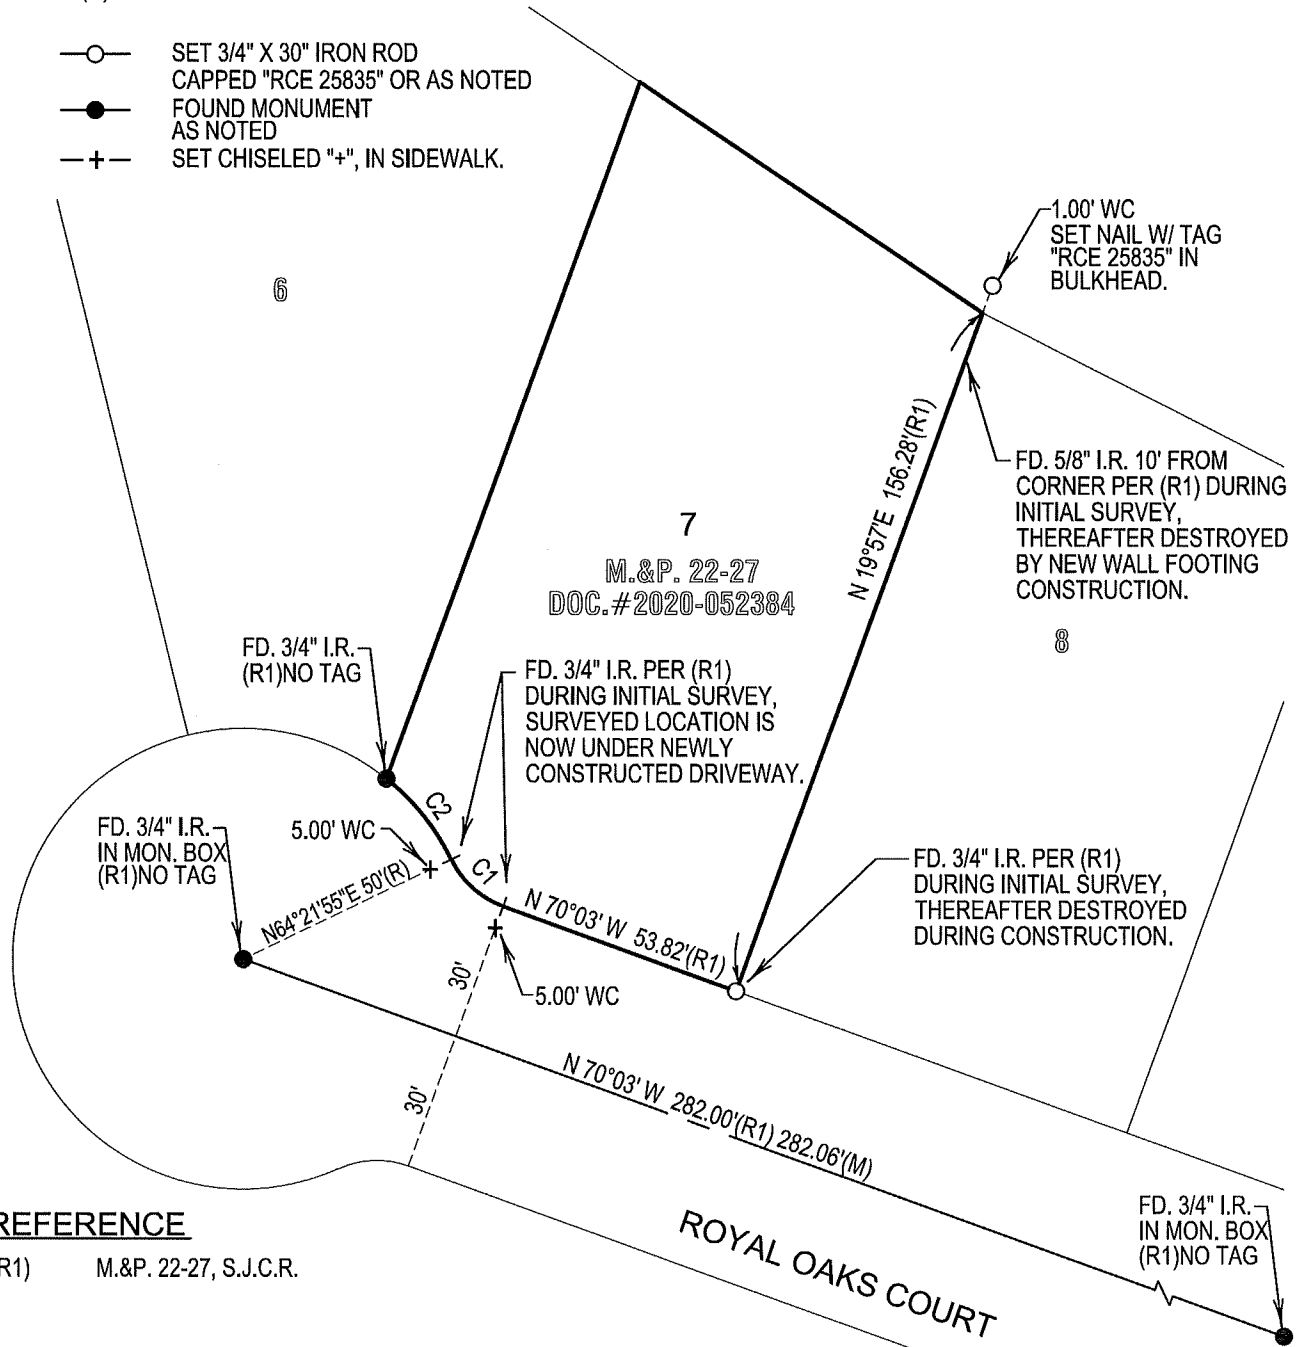 SET 3/4" X 30" IRON ROD
CAPPED "RCE 25835" OR AS NOTED
FOUND MONUMENT
AS NOTED
SET CHISELED "+", IN SIDEWALK.
1.00' WC
SET NAIL W/ TAG
"RCE 25835" IN
BULKHEAD.
6
N 19°57'E 156.28'(R1)
FD. 5/8" I.R. 10' FROM
CORNER PER (R1) DURING
INITIAL SURVEY,
THEREAFTER DESTROYED
BY NEW WALL FOOTING
CONSTRUCTION.
7
M.&P. 22-27
DOC.#2020-052384
8
FD. 3/4" I.R.
(R1)NO TAG
FD. 3/4" I.R. PER (R1)
DURING INITIAL SURVEY,
SURVEYED LOCATION IS
NOW UNDER NEWLY
CONSTRUCTED DRIVEWAY.
C2
5.00' WC
FD. 3/4" I.R.
IN MON. BOX
(R1)NO TAG
C1
N64°21'55"E 50'(R)
N 70°03' W 53.82'(R1)
FD. 3/4" I.R. PER (R1)
DURING INITIAL SURVEY,
THEREAFTER DESTROYED
DURING CONSTRUCTION.
30'
5.00' WC
30'
N 70°03' W 282.00'(R1) 282.06'(M)
ROYAL OAKS COURT
FD. 3/4" I.R.
IN MON. BOX
(R1)NO TAG
REFERENCE
R1) M.&P. 22-27, S.J.C.R.